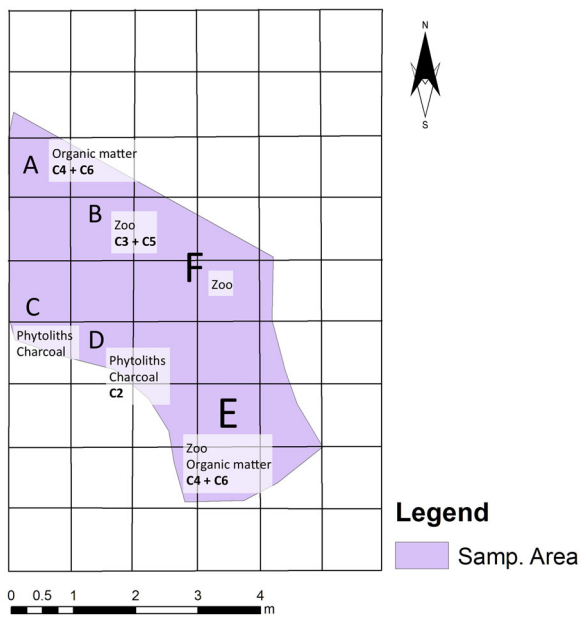 N
S
A
Organic matter
C4 + C6
B
Zoo
C3 + C5
F
Zoo
C
Phytoliths
Charcoal
D
Phytoliths
Charcoal
C2
E
Zoo
Organic matter
C4 + C6
Legend
Samp. Area
0 0.5 1 2 3 4
m